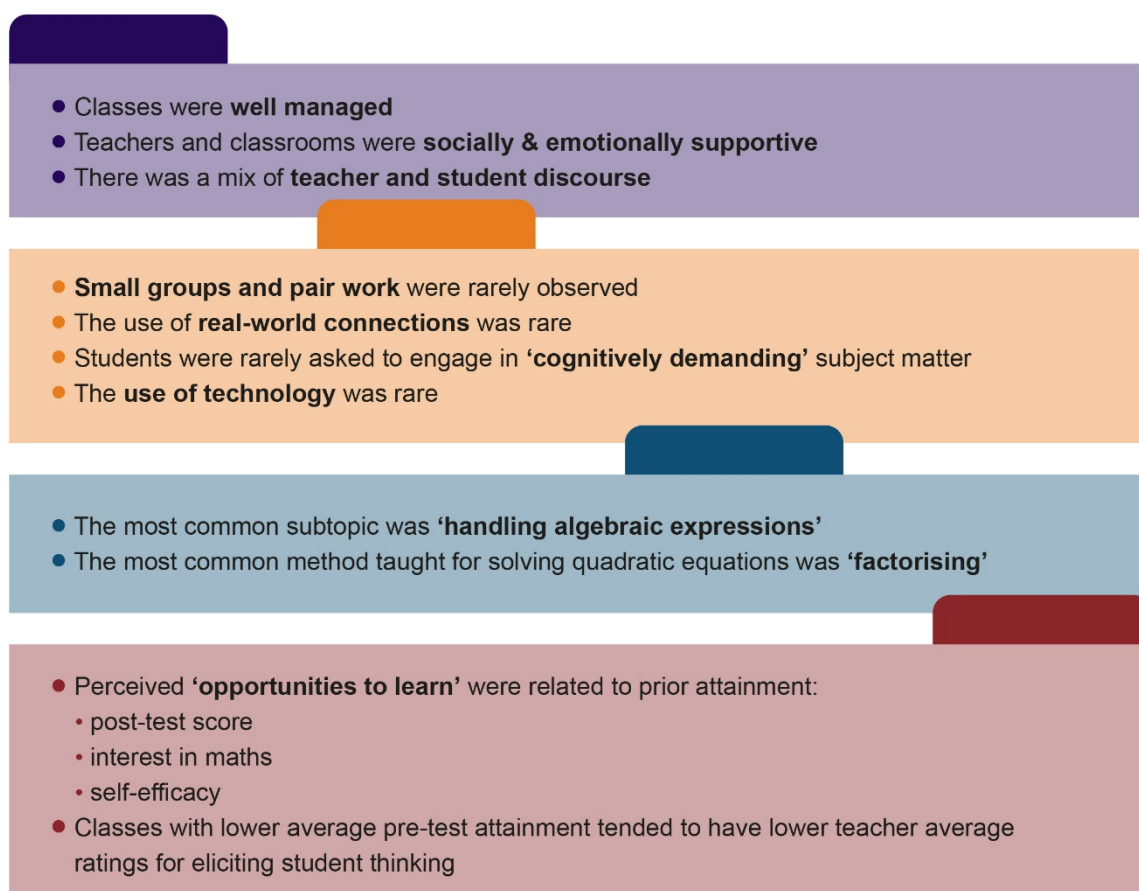 Classes were well managed
Teachers and classrooms were socially & emotionally supportive
There was a mix of teacher and student discourse
Small groups and pair work were rarely observed
The use of real-world connections was rare
Students were rarely asked to engage in ‘cognitively demanding’ subject matter
The use of technology was rare
The most common subtopic was ‘handling algebraic expressions’
The most common method taught for solving quadratic equations was ‘factorising’
Perceived ‘opportunities to learn’ were related to prior attainment:
post-test score
interest in maths
self-efficacy
Classes with lower average pre-test attainment tended to have lower teacher average
ratings for eliciting student thinking